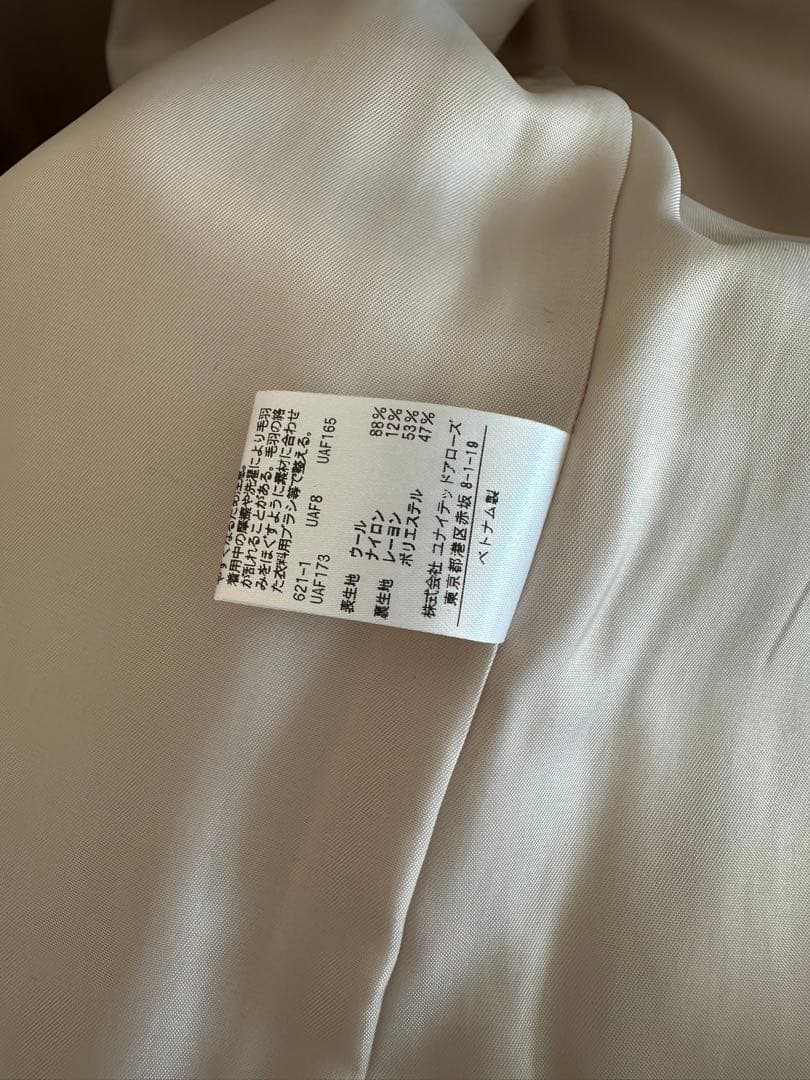 着用中の摩擦や洗濯により毛羽
が乱れることがある。毛羽の絡
みをほぐすように素材に合わせ
た衣料用ブラシ等で整える。
621-1 UAF8 UAF165
UAF173
表生地 ウール 88%
ナイロン 12%
裏生地 レーヨン 53%
ポリエステル 47%
株式会社 ユナイテッドアローズ
東京都港区赤坂 8-1-19
ベトナム製